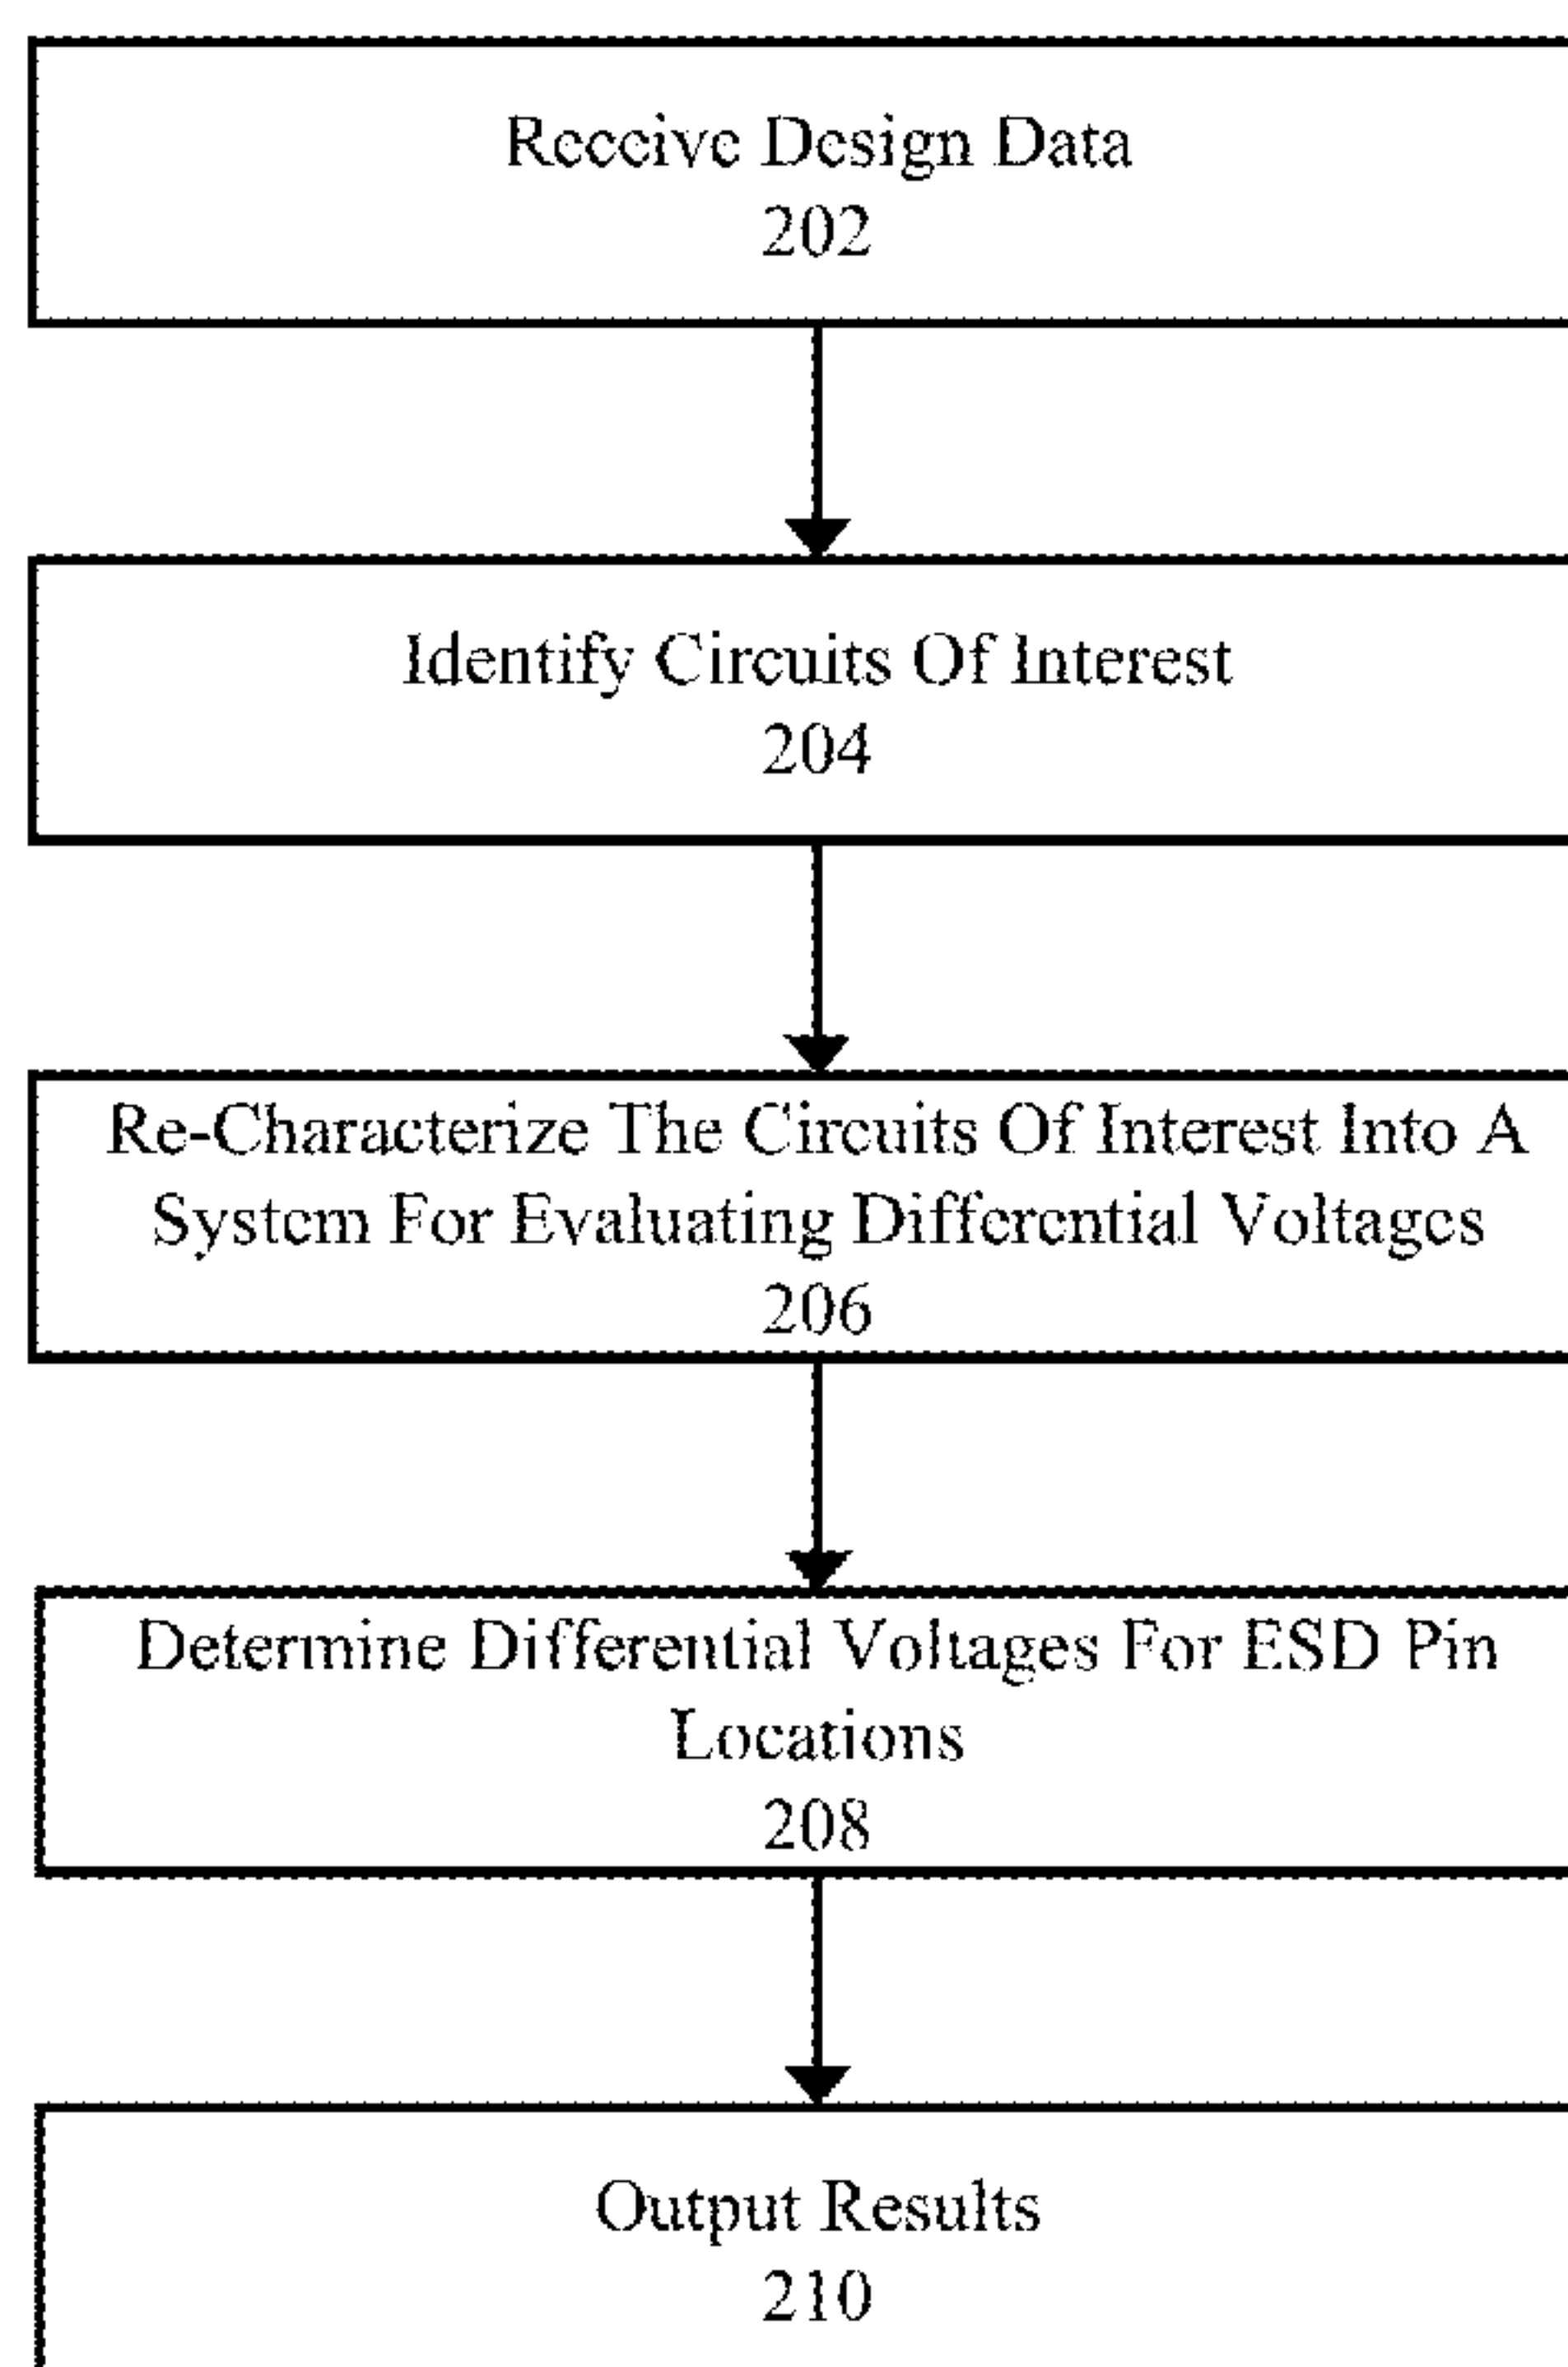 Receive Design Data
202
Identify Circuits Of Interest
204
Re-Characterize The Circuits Of Interest Into A
System For Evaluating Differential Voltages
206
Determine Differential Voltages For ESD Pin
Locations
208
Output Results
210